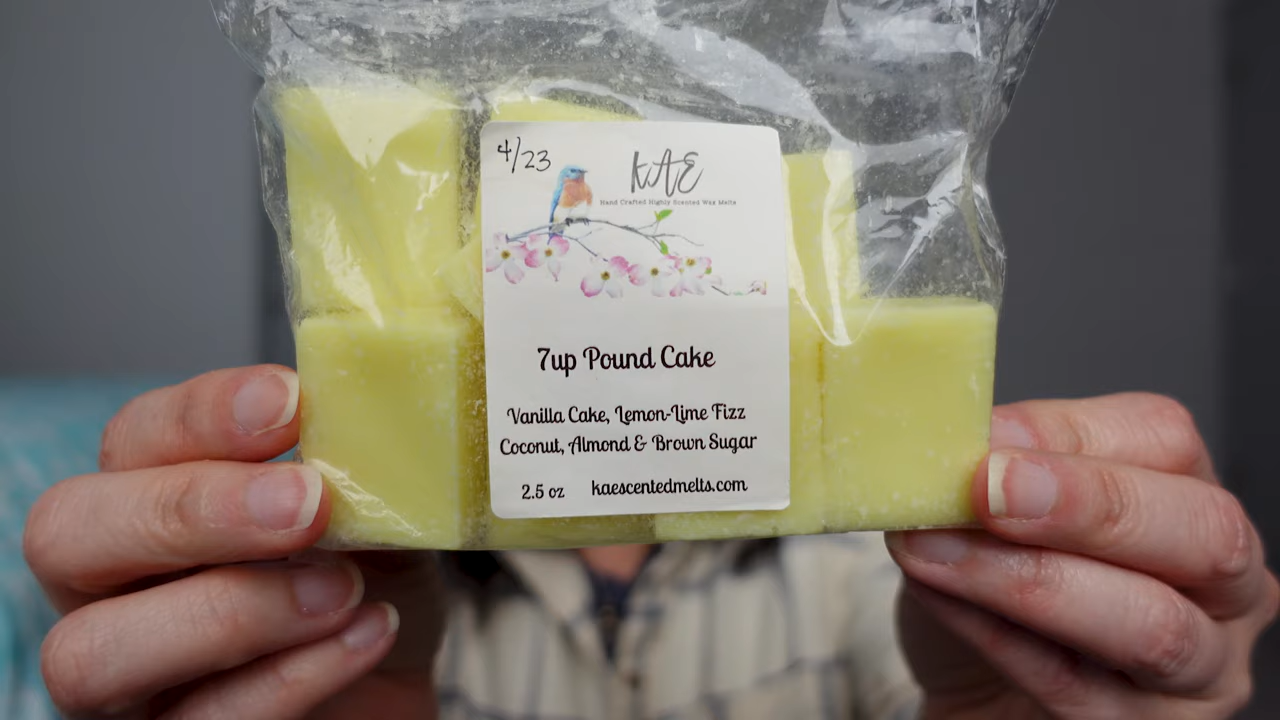 4/23
KAE
Hand Crafted Highly Scented Wax Melts
7up Pound Cake
Vanilla Cake, Lemon-Lime Fizz
Coconut, Almond & Brown Sugar
2.5 oz kaescentedmelts.com